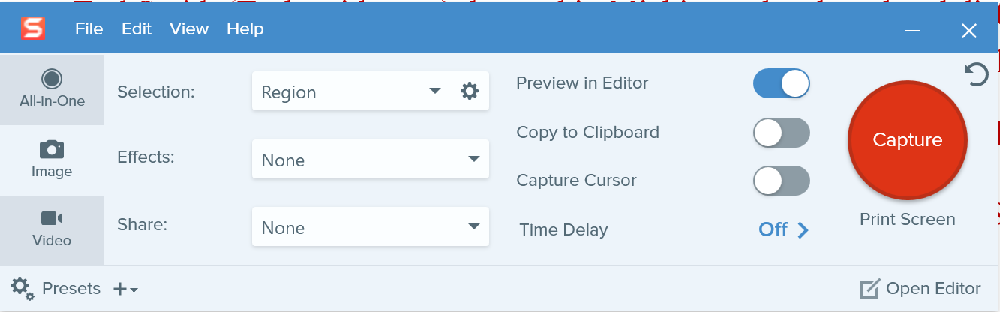 File Edit View Help
All-in-One
Image
Video
Selection: Region
Effects: None
Share: None
Preview in Editor
Copy to Clipboard
Capture Cursor
Time Delay Off
Capture
Print Screen
Presets
Open Editor